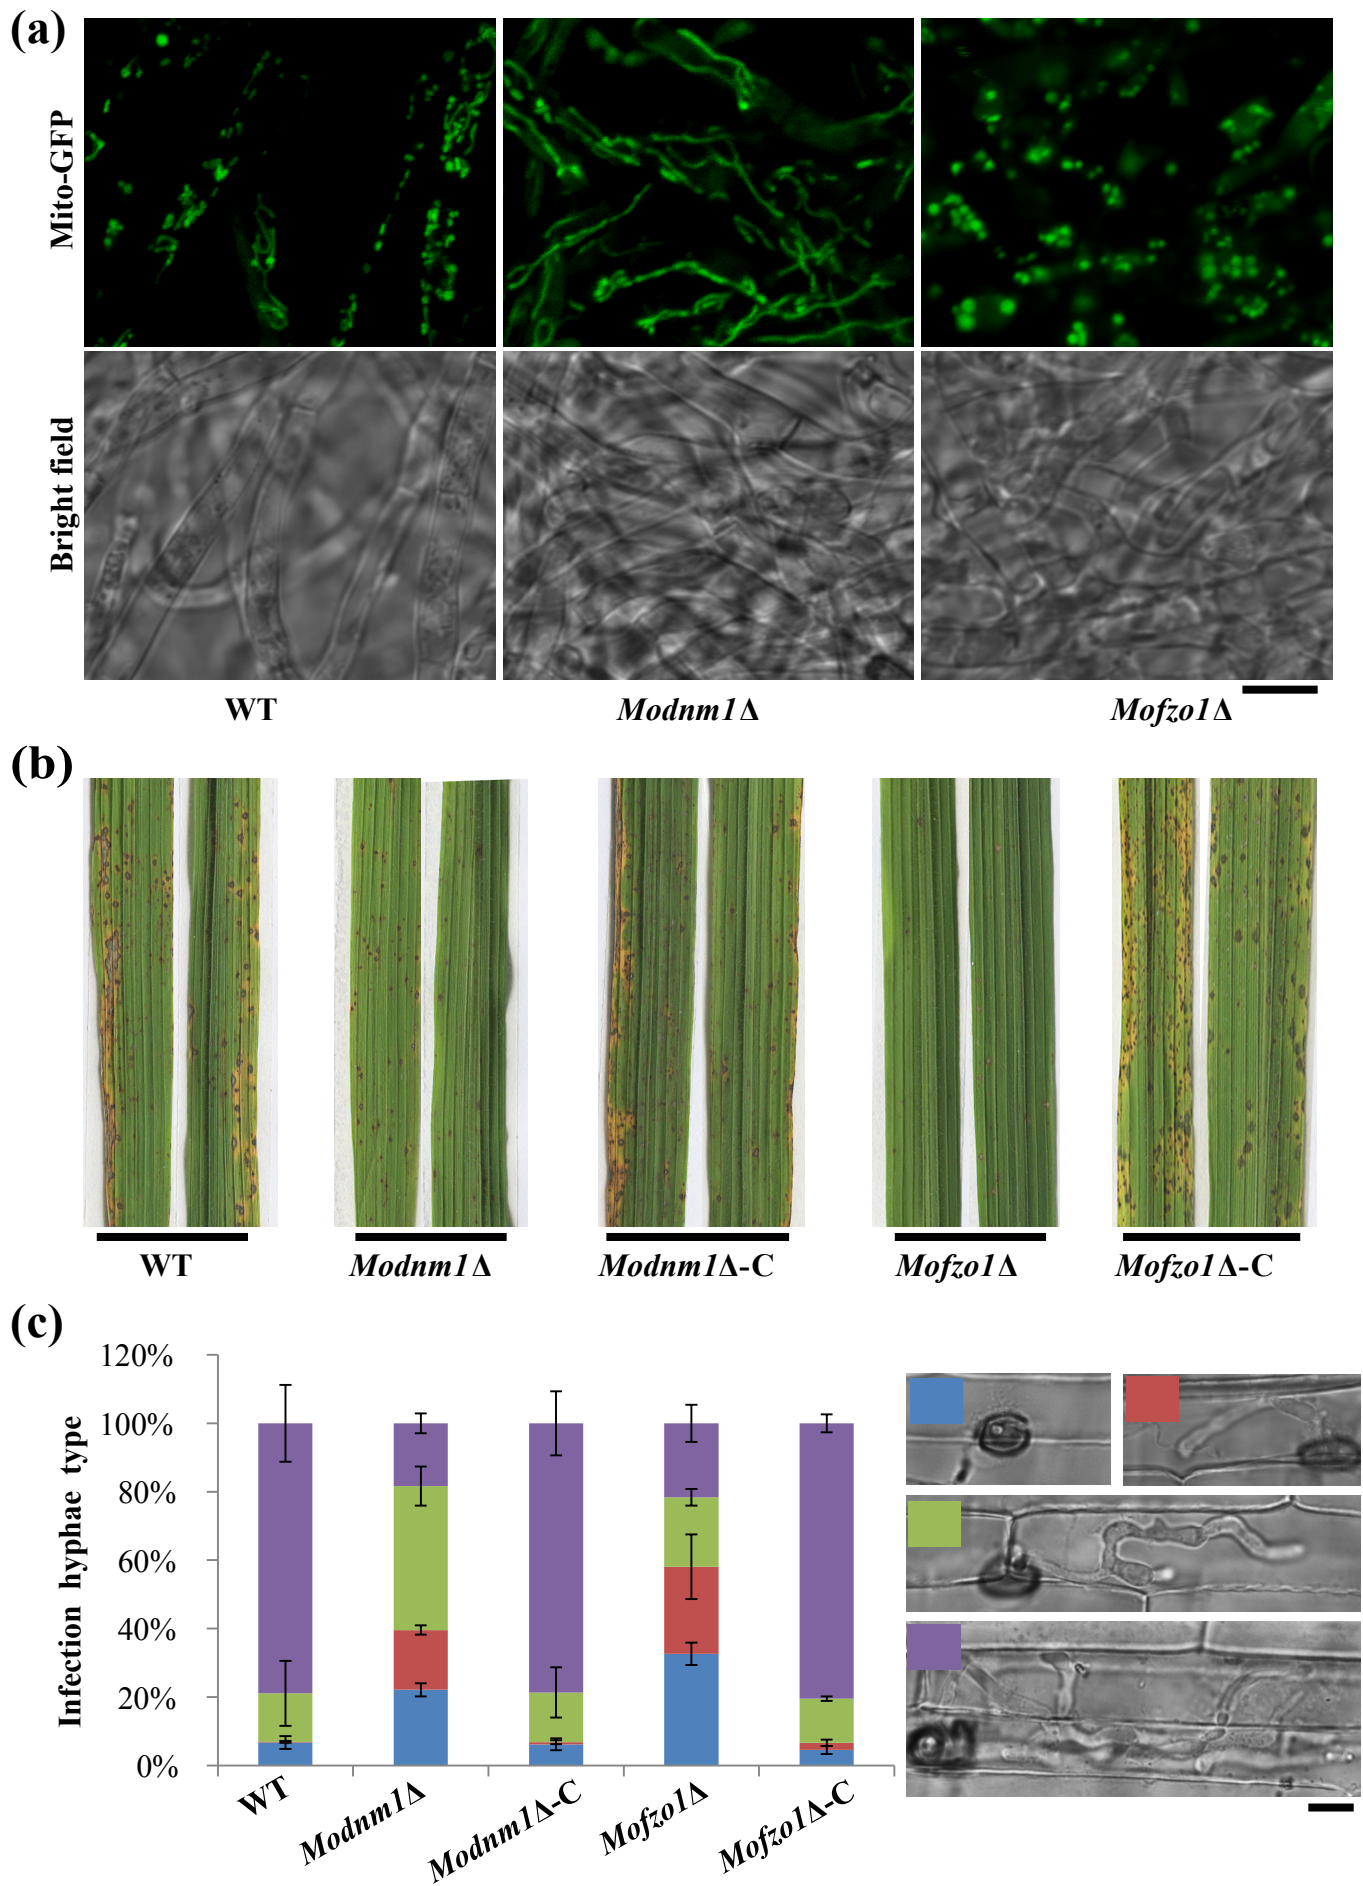 (a)
Mito-GFP
Bright field
WT Modnm1Δ Mofzo1Δ
(b)
WT Modnm1Δ Modnm1Δ-C Mofzo1Δ Mofzo1Δ-C
(c)
Infection hyphae type
120%
100%
80%
60%
40%
20%
0%
WT Modnm1Δ Modnm1Δ-C Mofzo1Δ Mofzo1Δ-C